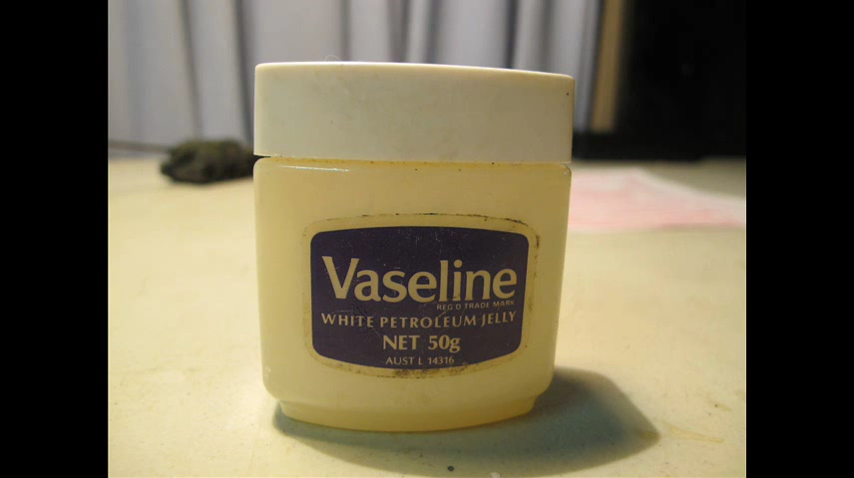 Vaseline
REG D TRADE MARK
WHITE PETROLEUM JELLY
NET 50g
AUST L 14316